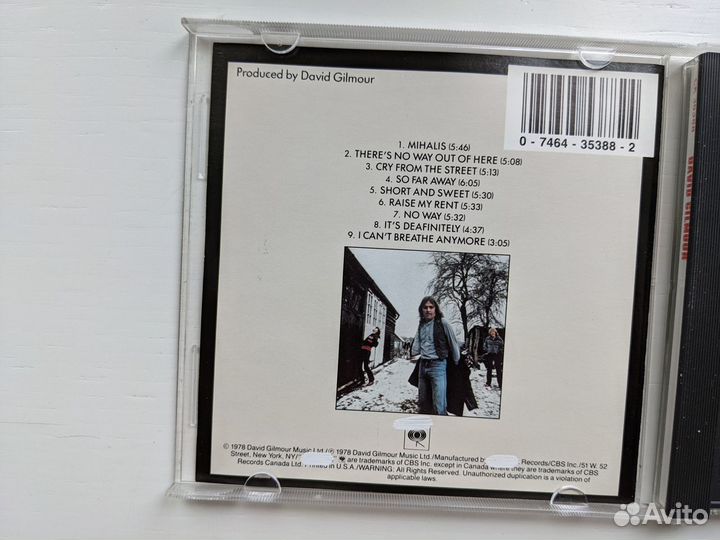 Produced by David Gilmour
0 - 7464 - 35388 - 2
1. MIHALIS (5:46)
2. THERE'S NO WAY OUT OF HERE (5:08)
3. CRY FROM THE STREET (5:13)
4. SO FAR AWAY (6:05)
5. SHORT AND SWEET (5:30)
6. RAISE MY RENT (5:33)
7. NO WAY (5:32)
8. IT'S DEAFINITELY (4:37)
9. I CAN'T BREATHE ANYMORE (3:05)
© 1978 David Gilmour Music Ltd./℗ 1978 David Gilmour Music Ltd./Manufactured by Records/CBS Inc./51 W. 52
Street, New York, NY/ are trademarks of CBS Inc. except in Canada where they are trademarks of CBS
Records Canada Ltd./Printed in U.S.A./WARNING: All Rights Reserved. Unauthorized duplication is a violation of
applicable laws.
DAVID GILMOUR
Avito